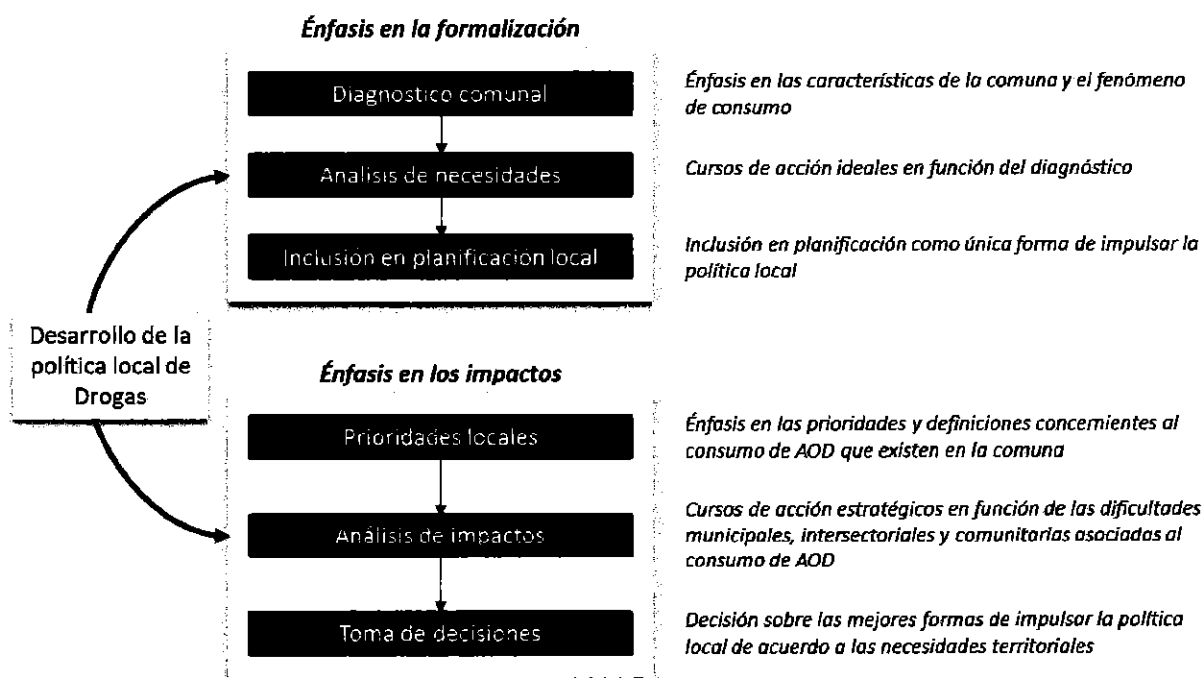 Énfasis en la formalización
Diagnostico comunal
Énfasis en las características de la comuna y el fenómeno
de consumo
Analisis de necesidades
Cursos de acción ideales en función del diagnóstico
Inclusión en planificación local
Inclusión en planificación como única forma de impulsar la
política local
Desarrollo de la
política local de
Drogas
Énfasis en los impactos
Prioridades locales
Énfasis en las prioridades y definiciones concernientes al
consumo de AOD que existen en la comuna
Análisis de impactos
Cursos de acción estratégicos en función de las dificultades
municipales, intersectoriales y comunitarias asociadas al
consumo de AOD
Toma de decisiones
Decisión sobre las mejores formas de impulsar la política
local de acuerdo a las necesidades territoriales